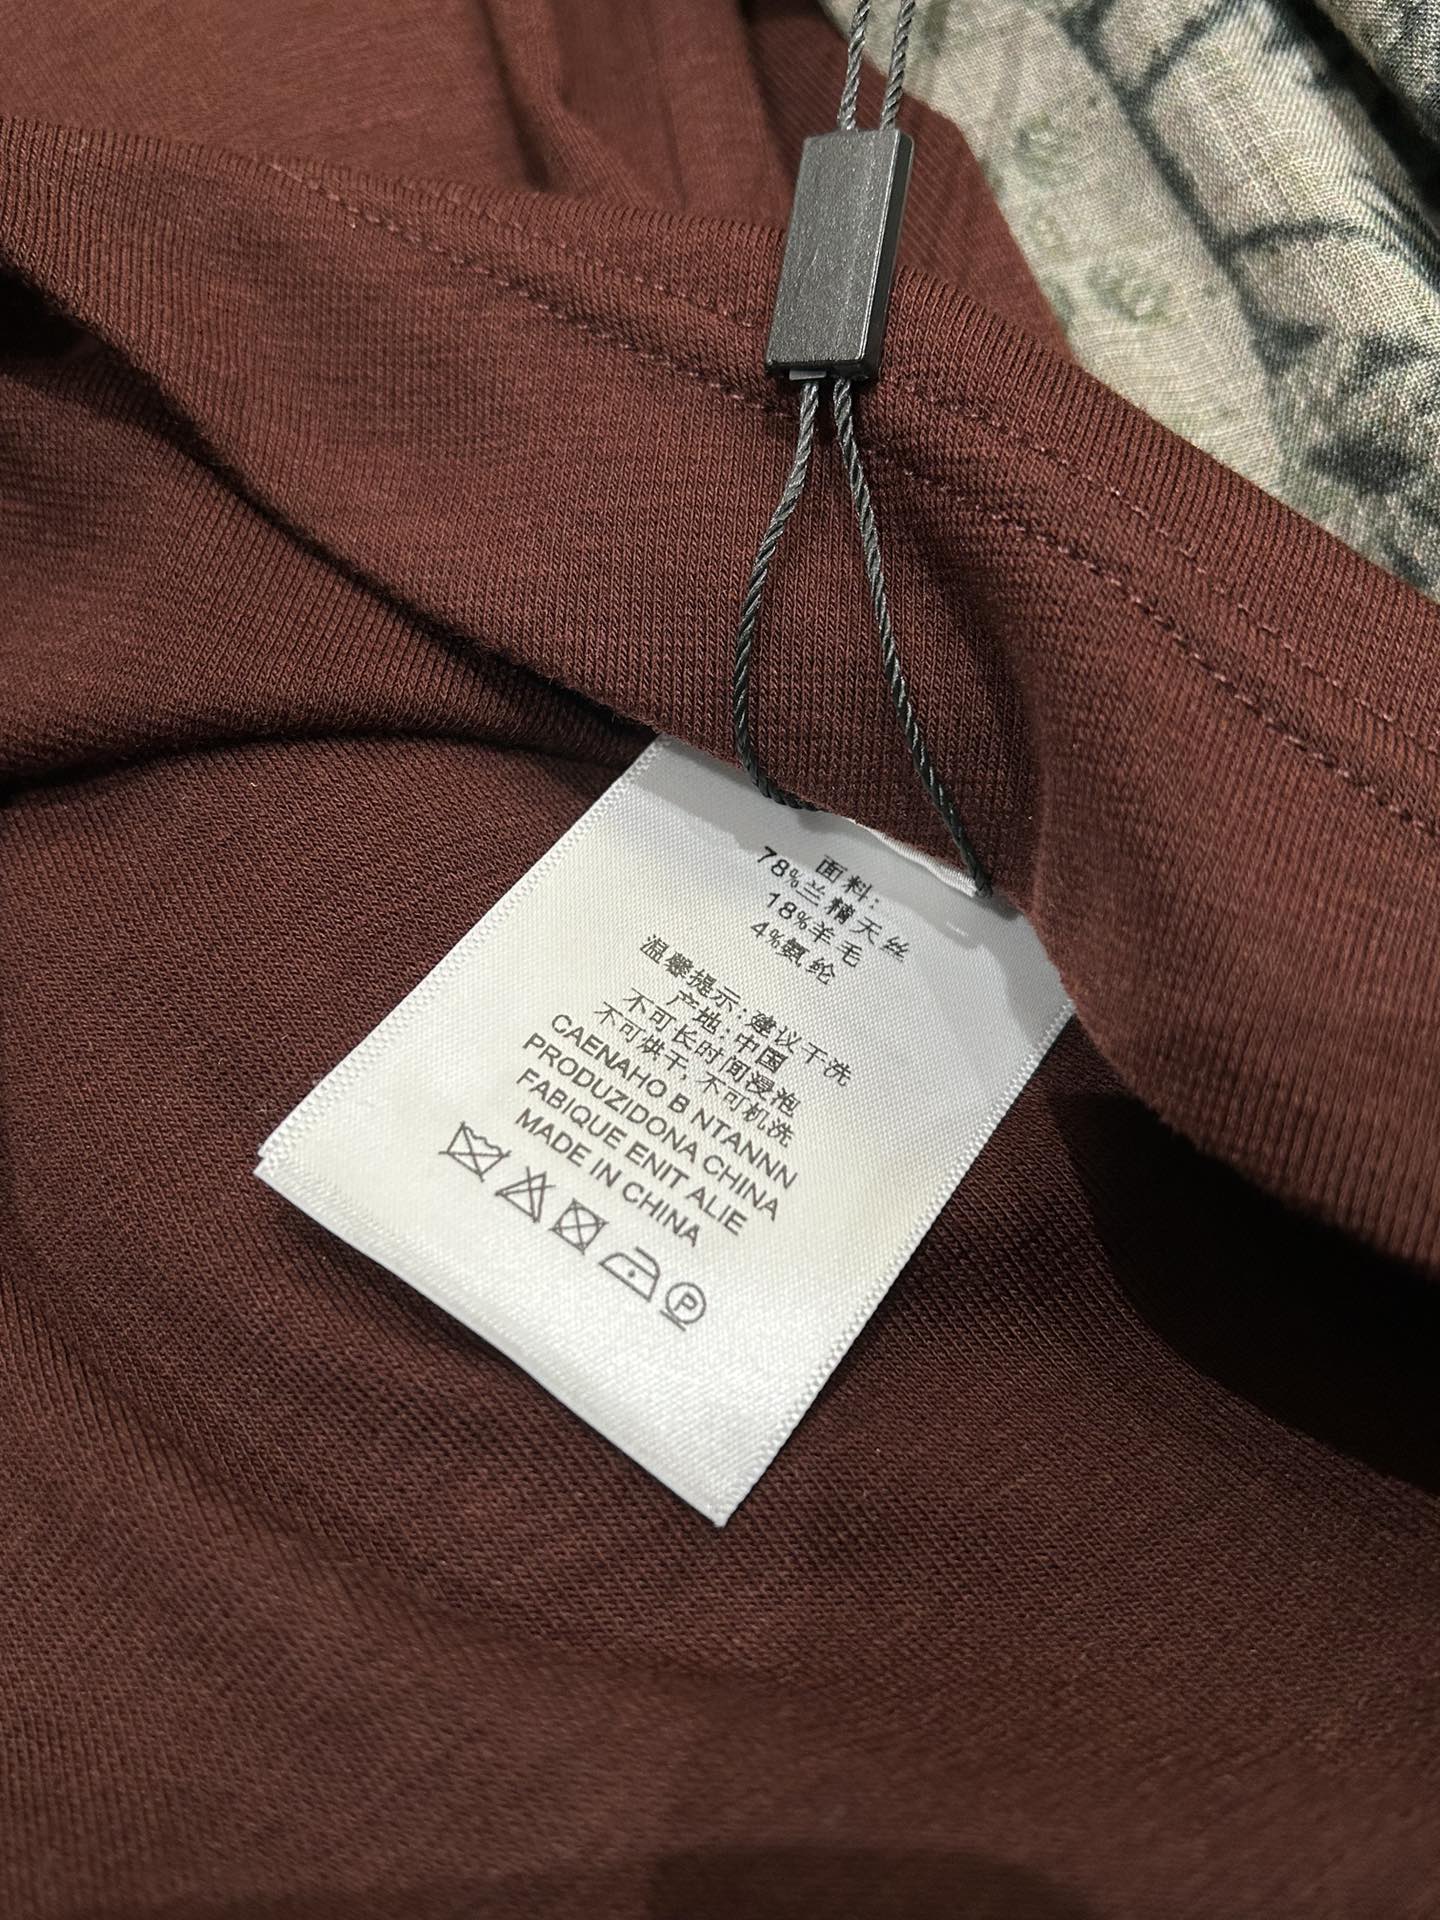 面料:
78%兰精天丝
18%羊毛
4%氨纶
温馨提示:建议干洗
产地:中国
不可长时间浸泡
不可烘干,不可机洗
CAENAHO B NTANNN
PRODUZIDONA CHINA
FABIQUE ENIT ALIE
MADE IN CHINA
P